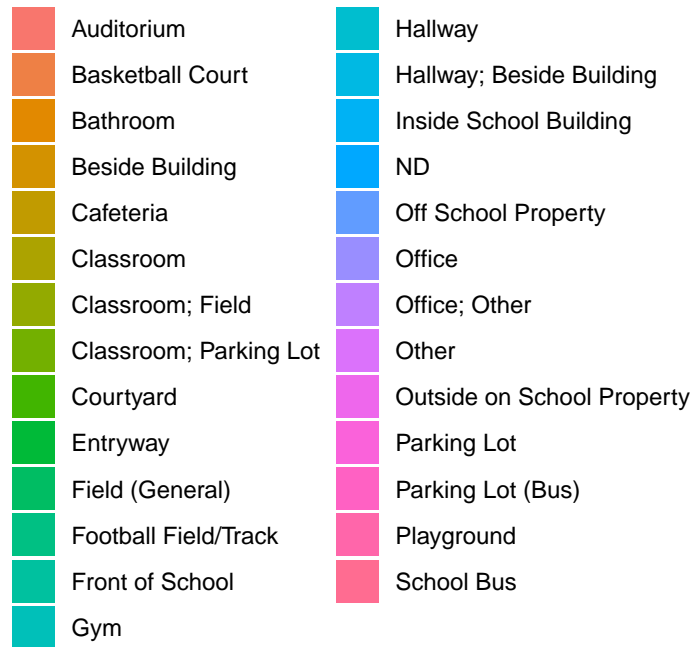 Auditorium
Basketball Court
Bathroom
Beside Building
Cafeteria
Classroom
Classroom; Field
Classroom; Parking Lot
Courtyard
Entryway
Field (General)
Football Field/Track
Front of School
Gym
Hallway
Hallway; Beside Building
Inside School Building
ND
Off School Property
Office
Office; Other
Other
Outside on School Property
Parking Lot
Parking Lot (Bus)
Playground
School Bus